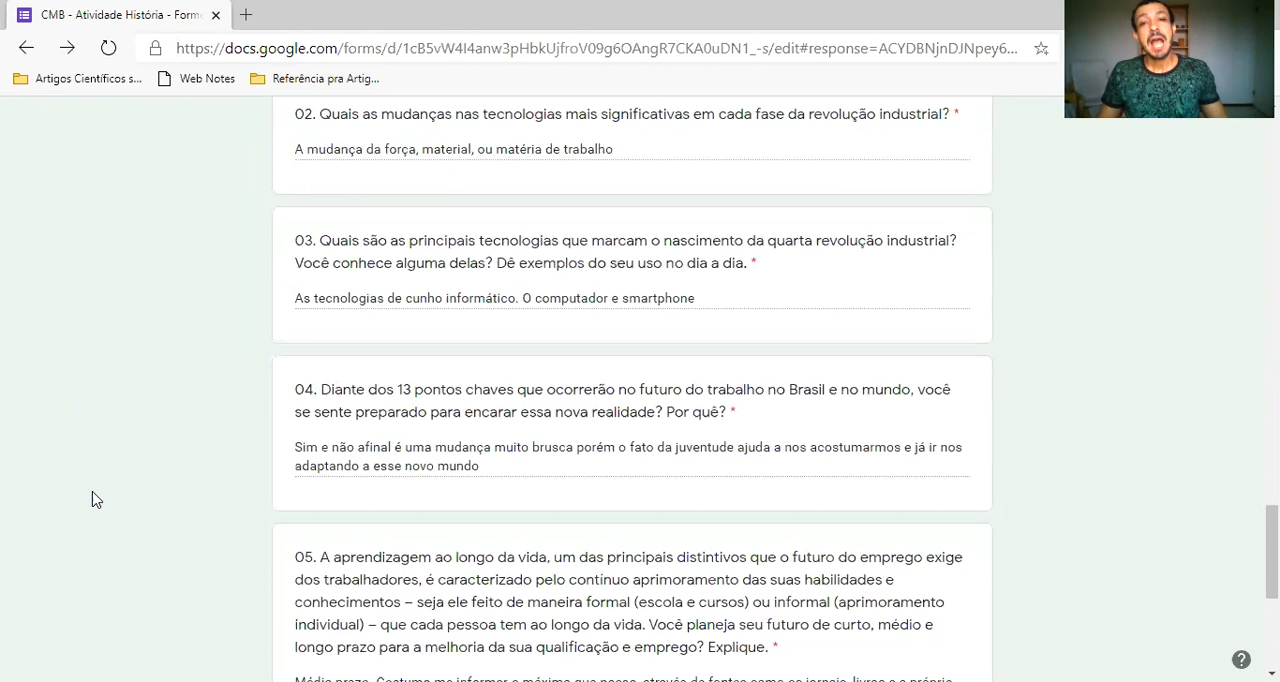 CMB - Atividade História - Form
https://docs.google.com/forms/d/1cB5vW4I4anw3pHbkUjfroV09g6OAngR7CKA0uDN1_-s/edit#response=ACYDBNjnDJNpey6...
Artigos Científicos s...
Web Notes
Referência pra Artig...
02. Quais as mudanças nas tecnologias mais significativas em cada fase da revolução industrial? *
A mudança da força, material, ou matéria de trabalho
03. Quais são as principais tecnologias que marcam o nascimento da quarta revolução industrial?
Você conhece alguma delas? Dê exemplos do seu uso no dia a dia. *
As tecnologias de cunho informático. O computador e smartphone
04. Diante dos 13 pontos chaves que ocorrerão no futuro do trabalho no Brasil e no mundo, você
se sente preparado para encarar essa nova realidade? Por quê? *
Sim e não afinal é uma mudança muito brusca porém o fato da juventude ajuda a nos acostumarmos e já ir nos
adaptando a esse novo mundo
05. A aprendizagem ao longo da vida, um das principais distintivos que o futuro do emprego exige
dos trabalhadores, é caracterizado pelo contínuo aprimoramento das suas habilidades e
conhecimentos – seja ele feito de maneira formal (escola e cursos) ou informal (aprimoramento
individual) – que cada pessoa tem ao longo da vida. Você planeja seu futuro de curto, médio e
longo prazo para a melhoria da sua qualificação e emprego? Explique. *